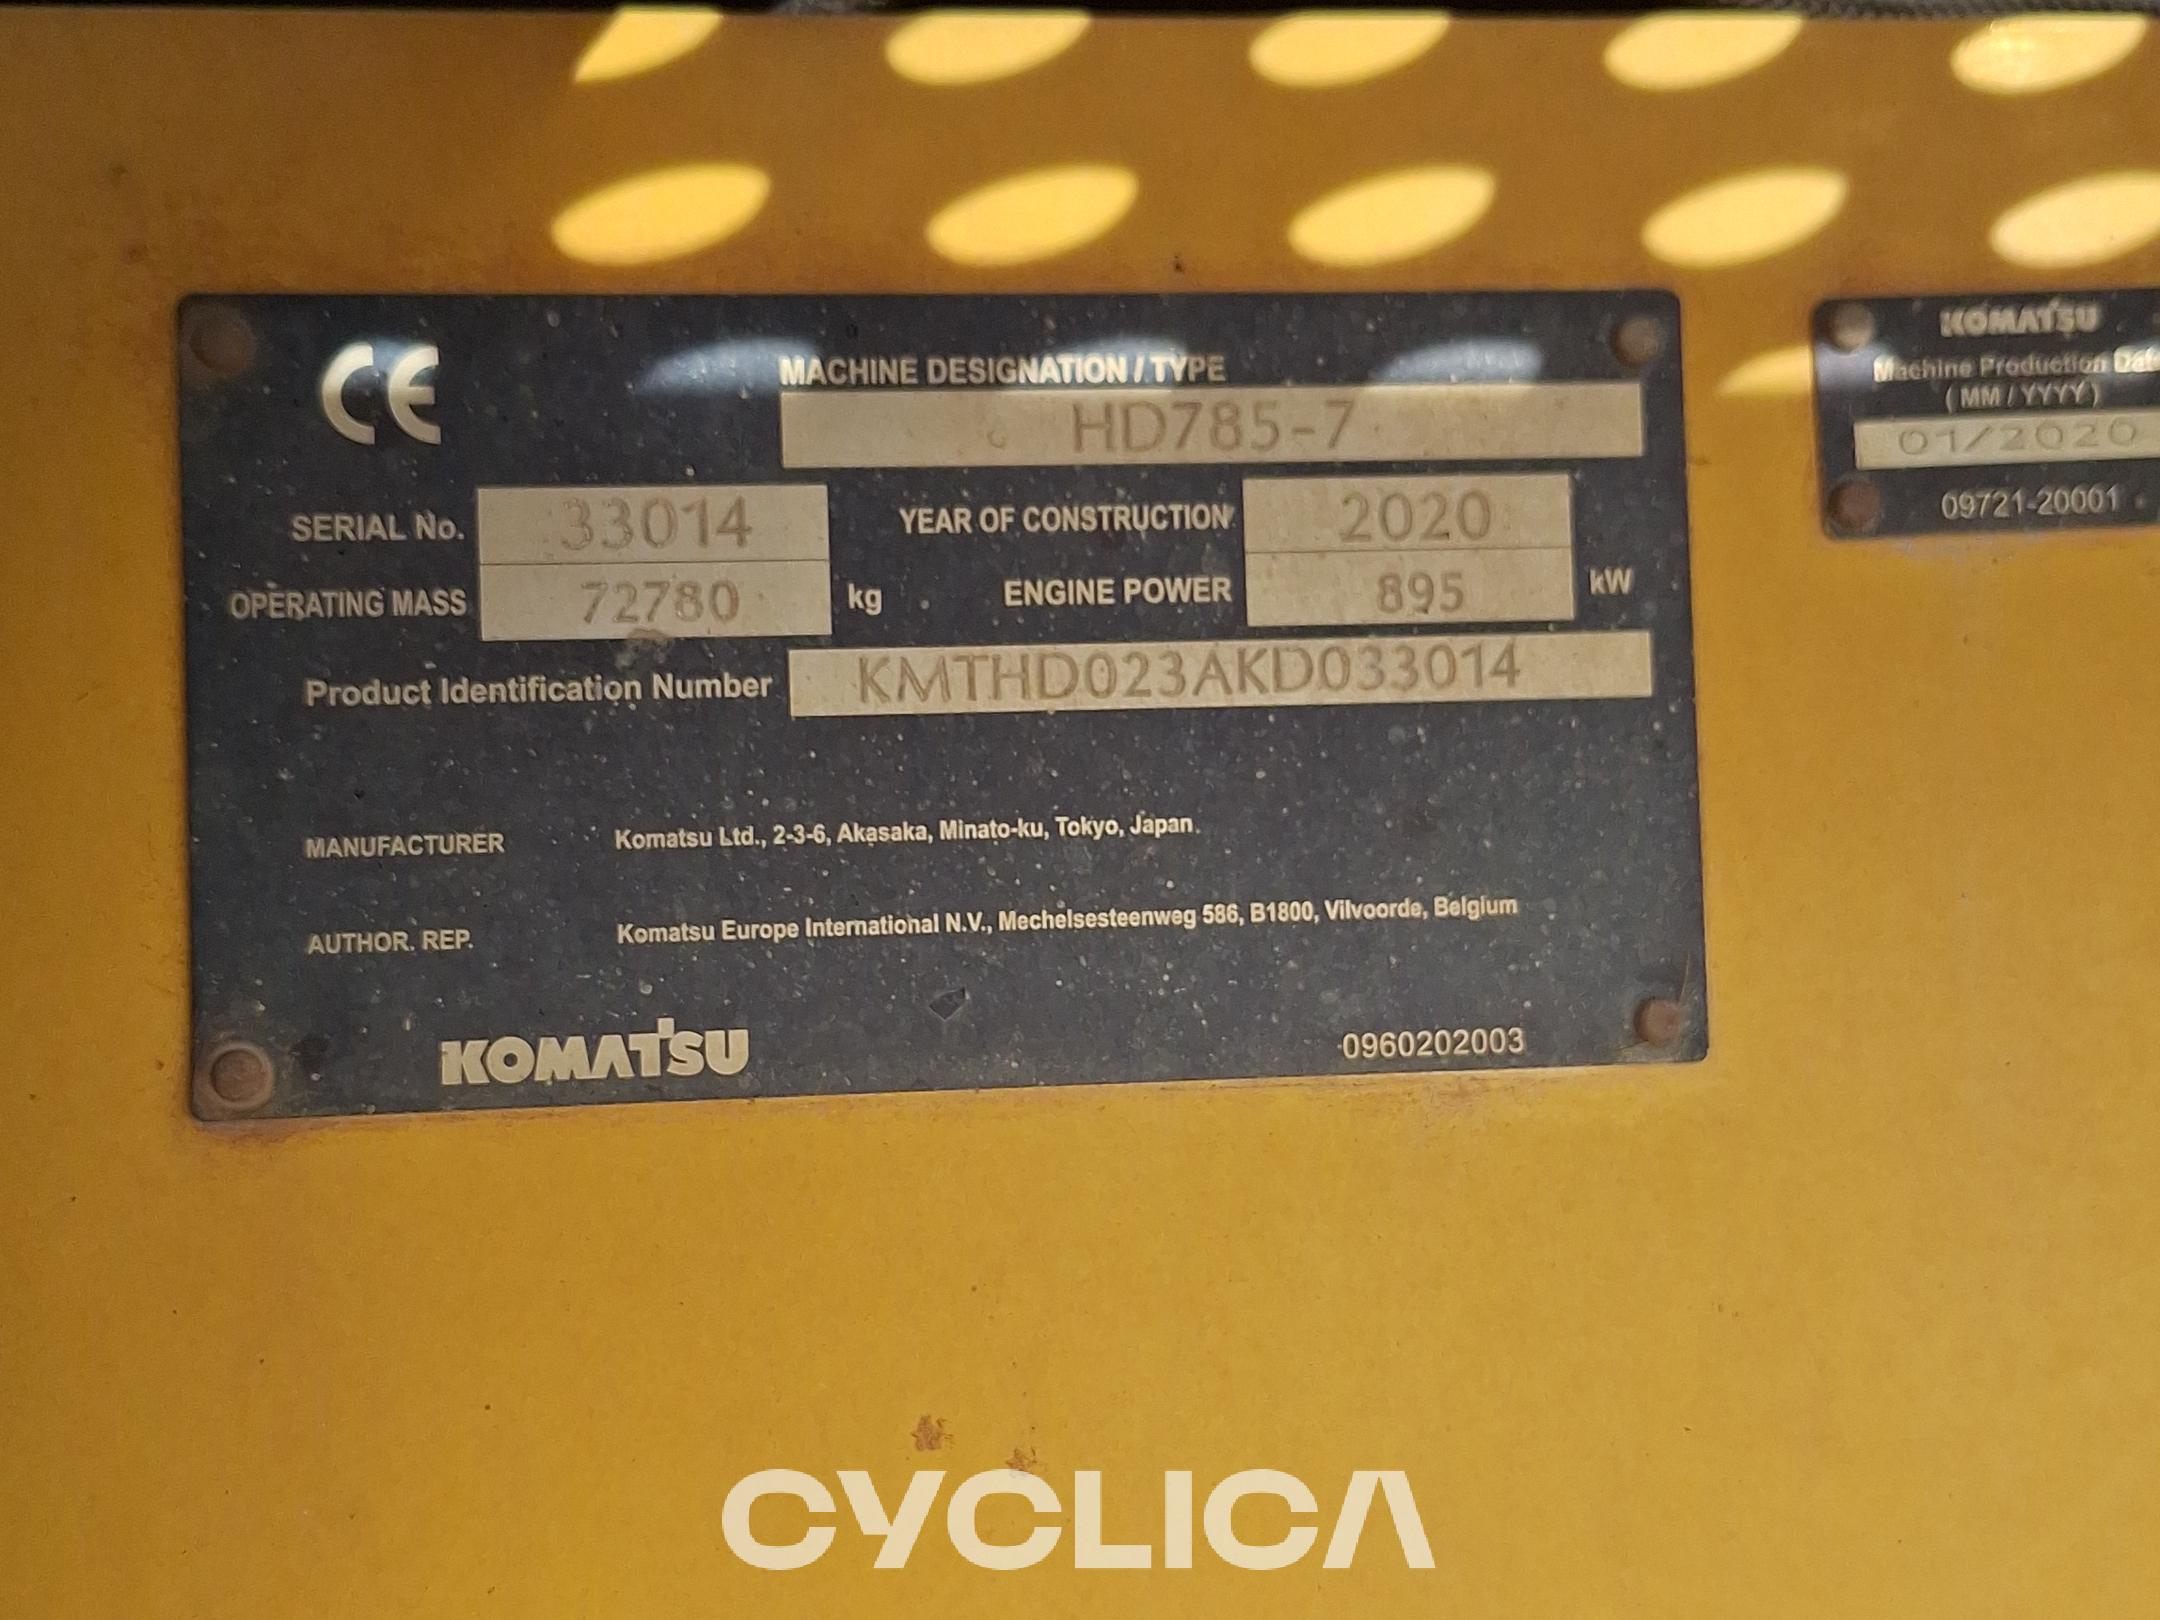 CE
MACHINE DESIGNATION / TYPE
HD785-7
SERIAL No. 33014 YEAR OF CONSTRUCTION 2020
OPERATING MASS 72780 kg ENGINE POWER 895 kW
Product Identification Number KMTHD023AKD033014
MANUFACTURER Komatsu Ltd., 2-3-6, Akasaka, Minato-ku, Tokyo, Japan
AUTHOR. REP. Komatsu Europe International N.V., Mechelsesteenweg 586, B1800, Vilvoorde, Belgium
KOMATSU 0960202003
KOMATSU
Machine Production Dat
(MM/YYYY)
01/2020
09721-20001
CYCLICA